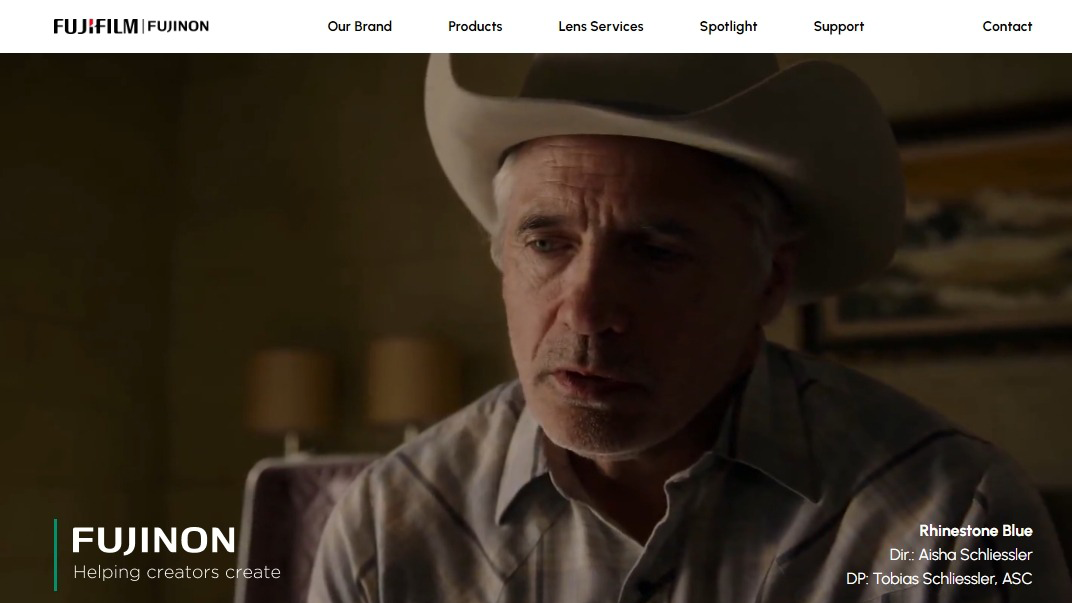 FUJIFILM | FUJINON
Our Brand
Products
Lens Services
Spotlight
Support
Contact
FUJINON
Helping creators create
Rhinestone Blue
Dir.: Aisha Schliessler
DP: Tobias Schliessler, ASC